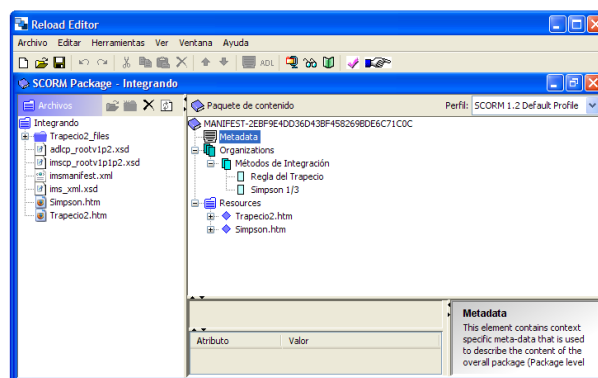 Reload Editor
Archivo Editar Herramientas Ver Ventana Ayuda
ADL
SCORM Package - Integrando
Archivos
Paquete de contenido
Perfil: SCORM 1.2 Default Profile
Integrando
Trapecio2_files
adlcp_rootv1p2.xsd
imscp_rootv1p1p2.xsd
imsmanifest.xml
ims_xml.xsd
Simpson.htm
Trapecio2.htm
MANIFEST-2EBF9E4DD36D43BF458269BDE6C71C0C
Metadata
Organizations
Métodos de Integración
Regla del Trapecio
Simpson 1/3
Resources
Trapecio2.htm
Simpson.htm
Atributo Valor
Metadata
This element contains context
specific meta-data that is used
to describe the content of the
overall package (Package level